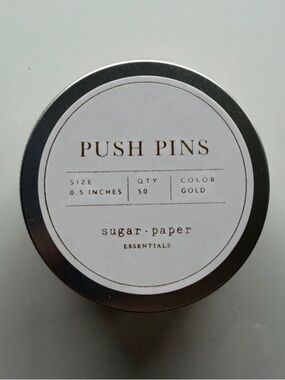 PUSH PINS
SIZE QTY COLOR
0.5 INCHES 50 GOLD
sugar·paper
ESSENTIALS